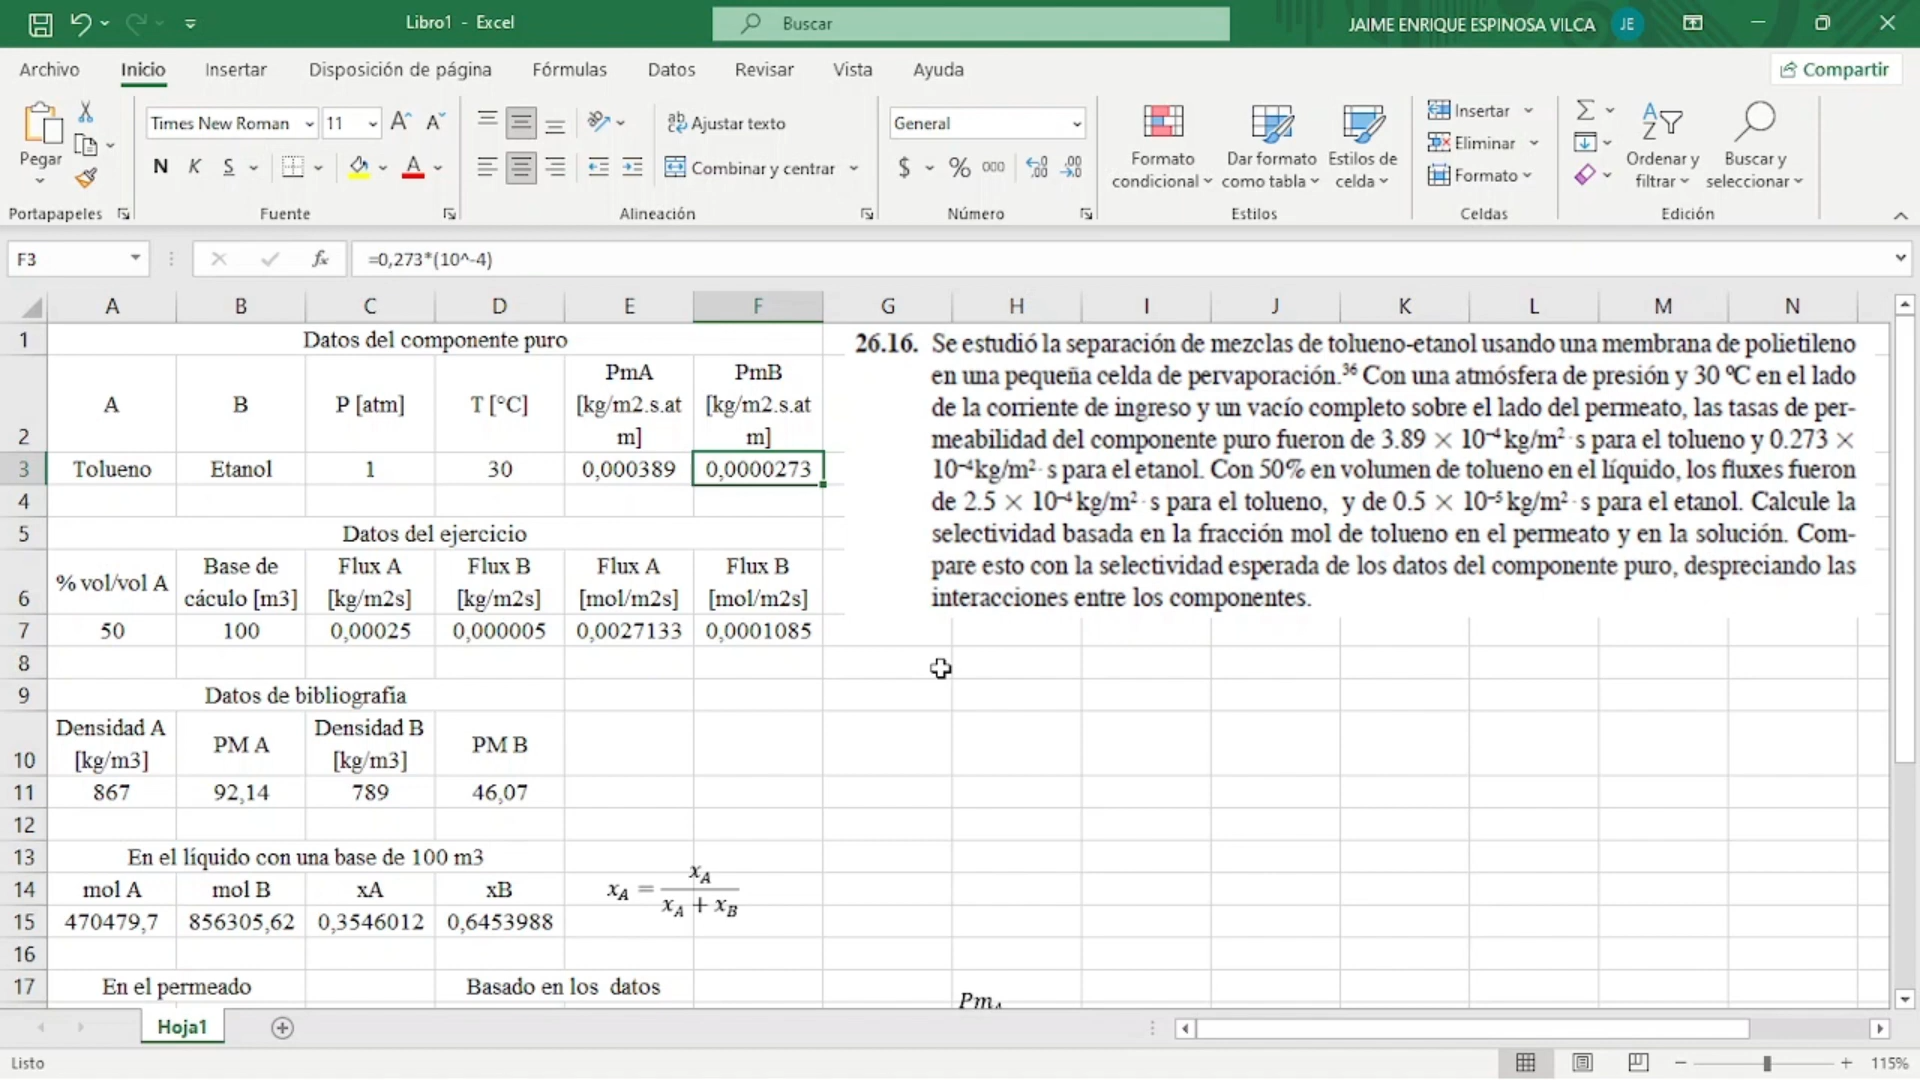 Libro1 - Excel
Buscar
JAIME ENRIQUE ESPINOSA VILCA
JE
Archivo Inicio Insertar Disposición de página Fórmulas Datos Revisar Vista Ayuda
Compartir
Pegar
Portapapeles
Times New Roman 11
N K S
Fuente
Ajustar texto
Combinar y centrar
Alineación
General
$ % 000
Número
Formato condicional
Dar formato como tabla
Estilos de celda
Estilos
Insertar
Eliminar
Formato
Celdas
Ordenar y filtrar
Buscar y seleccionar
Edición
F3 fx =0,273*(10^-4)
A B C D E F G H I J K L M N
1 Datos del componente puro
2 A B P [atm] T [°C] PmA [kg/m2.s.atm] PmB [kg/m2.s.atm]
3 Tolueno Etanol 1 30 0,000389 0,0000273
4
5 Datos del ejercicio
6 % vol/vol A Base de cáculo [m3] Flux A [kg/m2s] Flux B [kg/m2s] Flux A [mol/m2s] Flux B [mol/m2s]
7 50 100 0,00025 0,000005 0,0027133 0,0001085
8
9 Datos de bibliografía
10 Densidad A [kg/m3] PM A Densidad B [kg/m3] PM B
11 867 92,14 789 46,07
12
13 En el líquido con una base de 100 m3
14 mol A mol B xA xB
15 470479,7 856305,62 0,3546012 0,6453988
x_A = x_A / (x_A + x_B)
16
17 En el permeado Basado en los datos
Pm_A
26.16. Se estudió la separación de mezclas de tolueno-etanol usando una membrana de polietileno
en una pequeña celda de pervaporación.³⁶ Con una atmósfera de presión y 30 ºC en el lado
de la corriente de ingreso y un vacío completo sobre el lado del permeato, las tasas de per-
meabilidad del componente puro fueron de 3.89 × 10⁻⁴ kg/m² · s para el tolueno y 0.273 ×
10⁻⁴kg/m² · s para el etanol. Con 50% en volumen de tolueno en el líquido, los fluxes fueron
de 2.5 × 10⁻⁴ kg/m² · s para el tolueno, y de 0.5 × 10⁻⁵ kg/m² · s para el etanol. Calcule la
selectividad basada en la fracción mol de tolueno en el permeato y en la solución. Com-
pare esto con la selectividad esperada de los datos del componente puro, despreciando las
interacciones entre los componentes.
Hoja1
Listo
115%